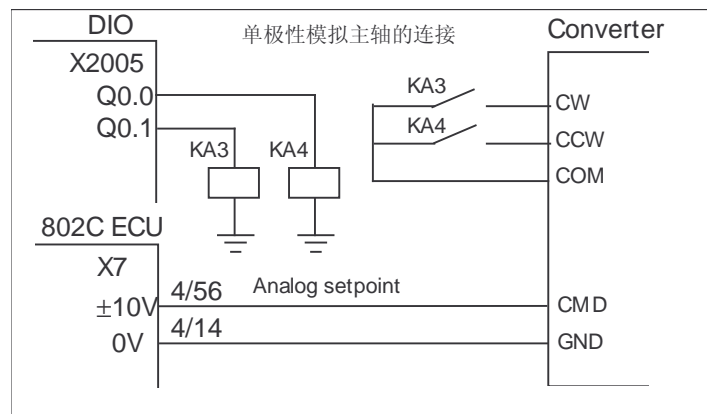 DIO
单极性模拟主轴的连接
Converter
X2005
Q0.0
Q0.1
KA3
KA4
KA3
KA4
CW
CCW
COM
802C ECU
X7
±10V
4/56
Analog setpoint
CMD
0V
4/14
GND